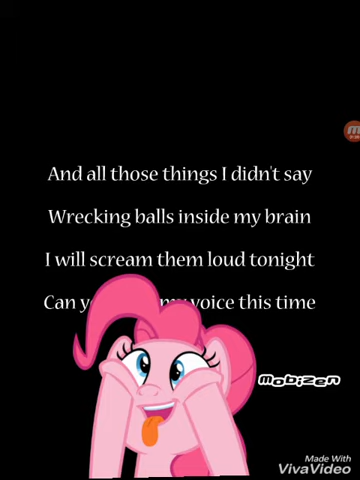 And all those things I didn't say
Wrecking balls inside my brain
I will scream them loud tonight
Can my voice this time
mobizen
Made With
VivaVideo